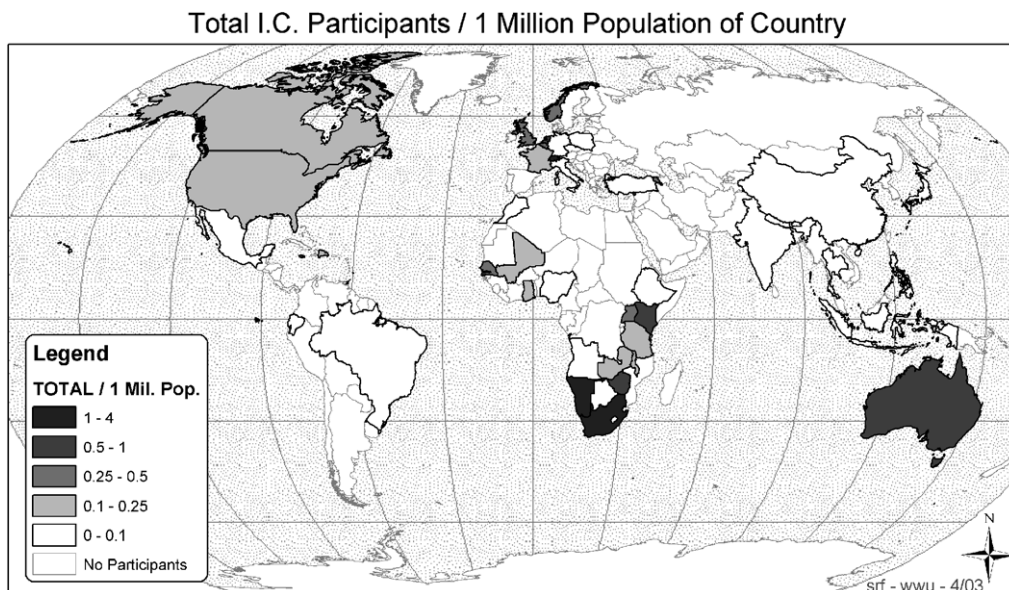 Total I.C. Participants / 1 Million Population of Country
Legend
TOTAL / 1 Mil. Pop.
1 - 4
0.5 - 1
0.25 - 0.5
0.1 - 0.25
0 - 0.1
No Participants
N
srf - wwu - 4/03